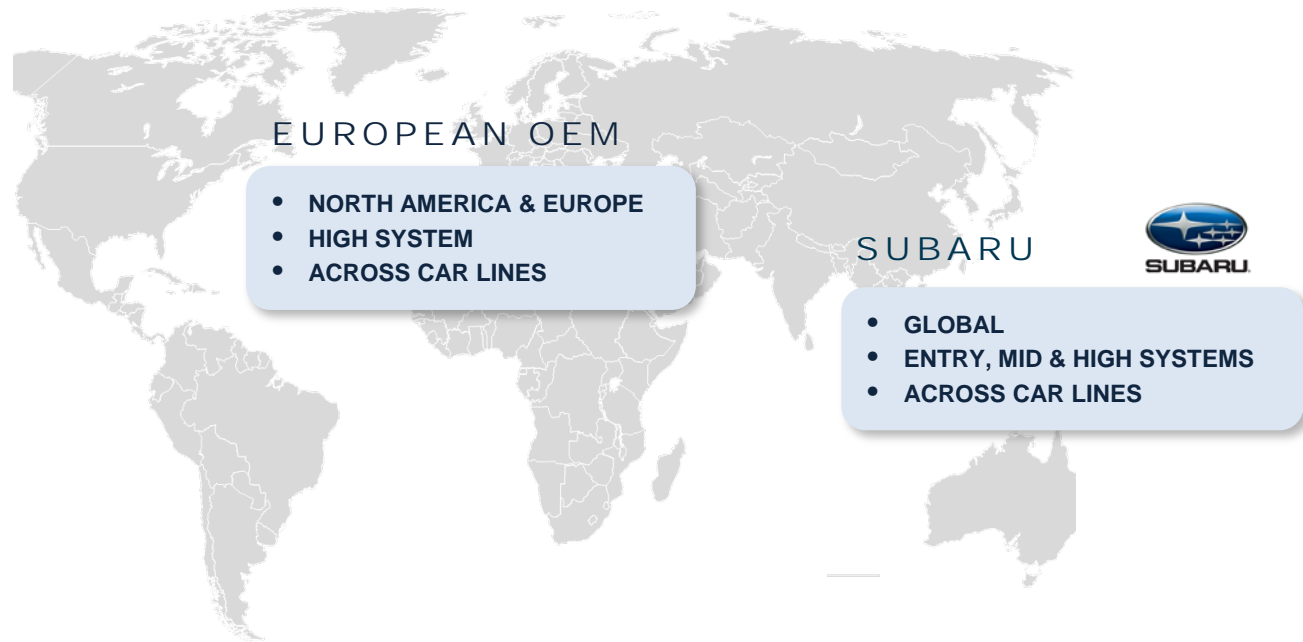 EUROPEAN OEM
• NORTH AMERICA & EUROPE
• HIGH SYSTEM
• ACROSS CAR LINES
SUBARU
SUBARU
• GLOBAL
• ENTRY, MID & HIGH SYSTEMS
• ACROSS CAR LINES